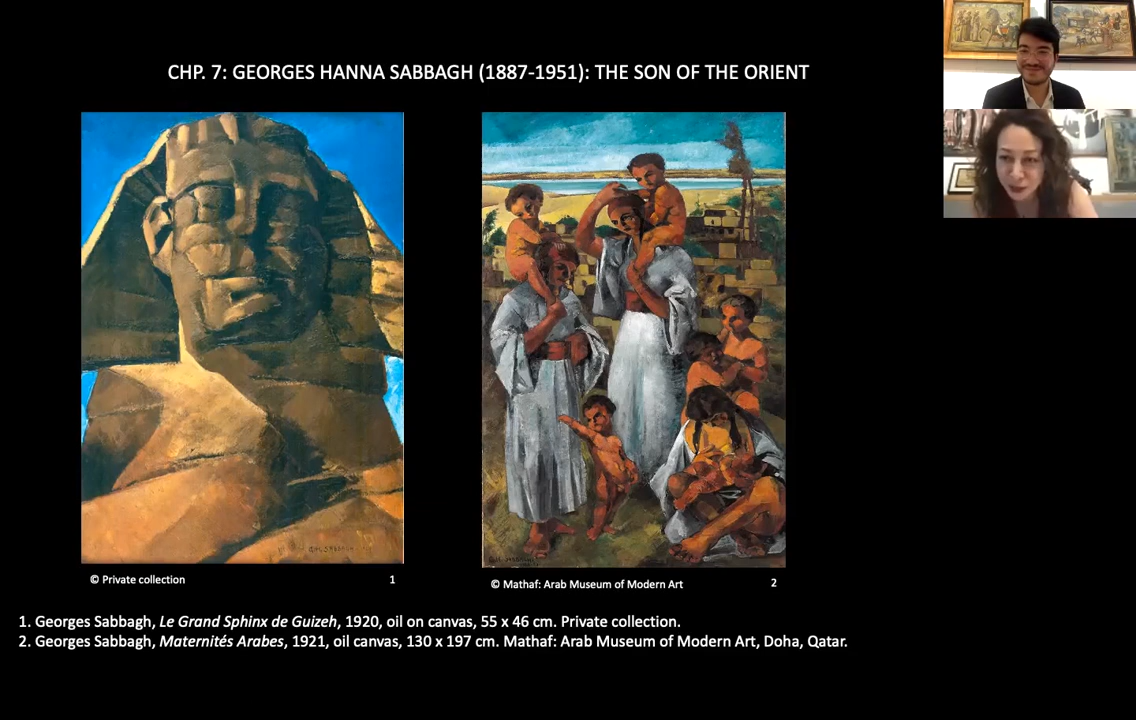 CHP. 7: GEORGES HANNA SABBAGH (1887-1951): THE SON OF THE ORIENT
G.H. SABBAGH
© Private collection 1
© Mathaf: Arab Museum of Modern Art 2
1. Georges Sabbagh, Le Grand Sphinx de Guizeh, 1920, oil on canvas, 55 x 46 cm. Private collection.
2. Georges Sabbagh, Maternités Arabes, 1921, oil canvas, 130 x 197 cm. Mathaf: Arab Museum of Modern Art, Doha, Qatar.